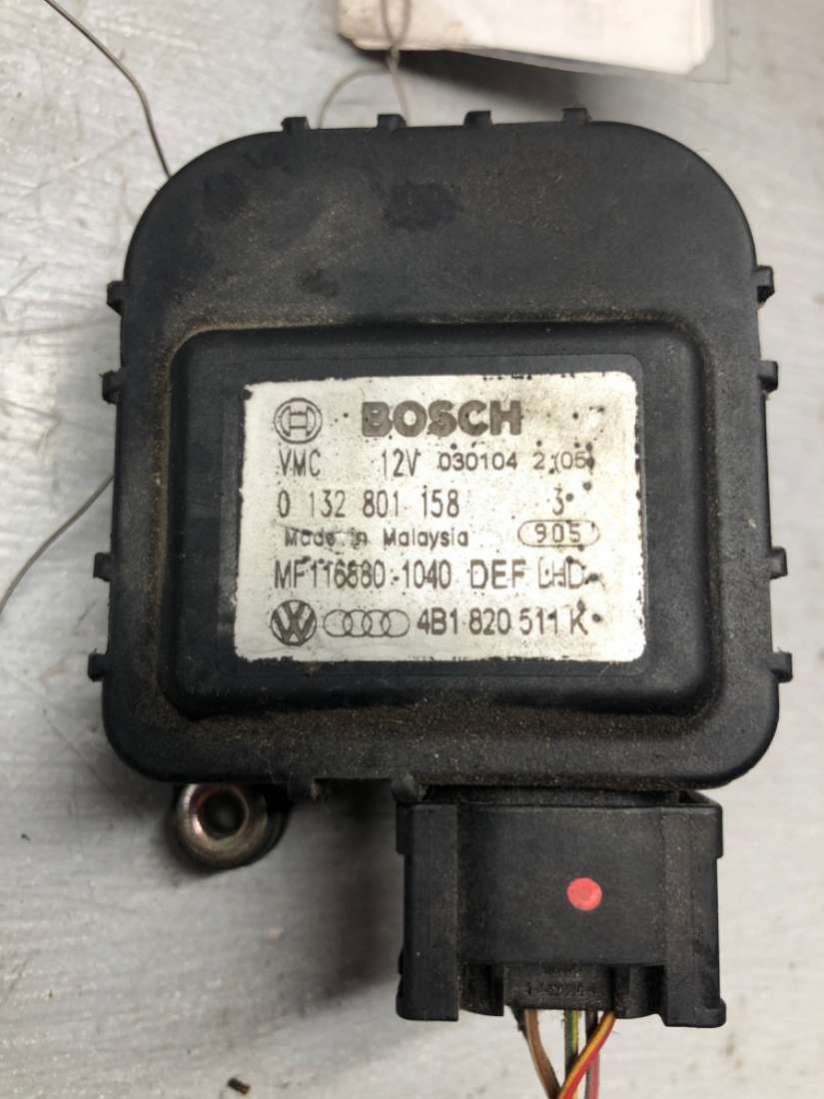 BOSCH
VMC 12V 030104 2105
0 132 801 158 3
Made in Malaysia 905
MF116880-1040 DEF LHD
4B1 820 511 K